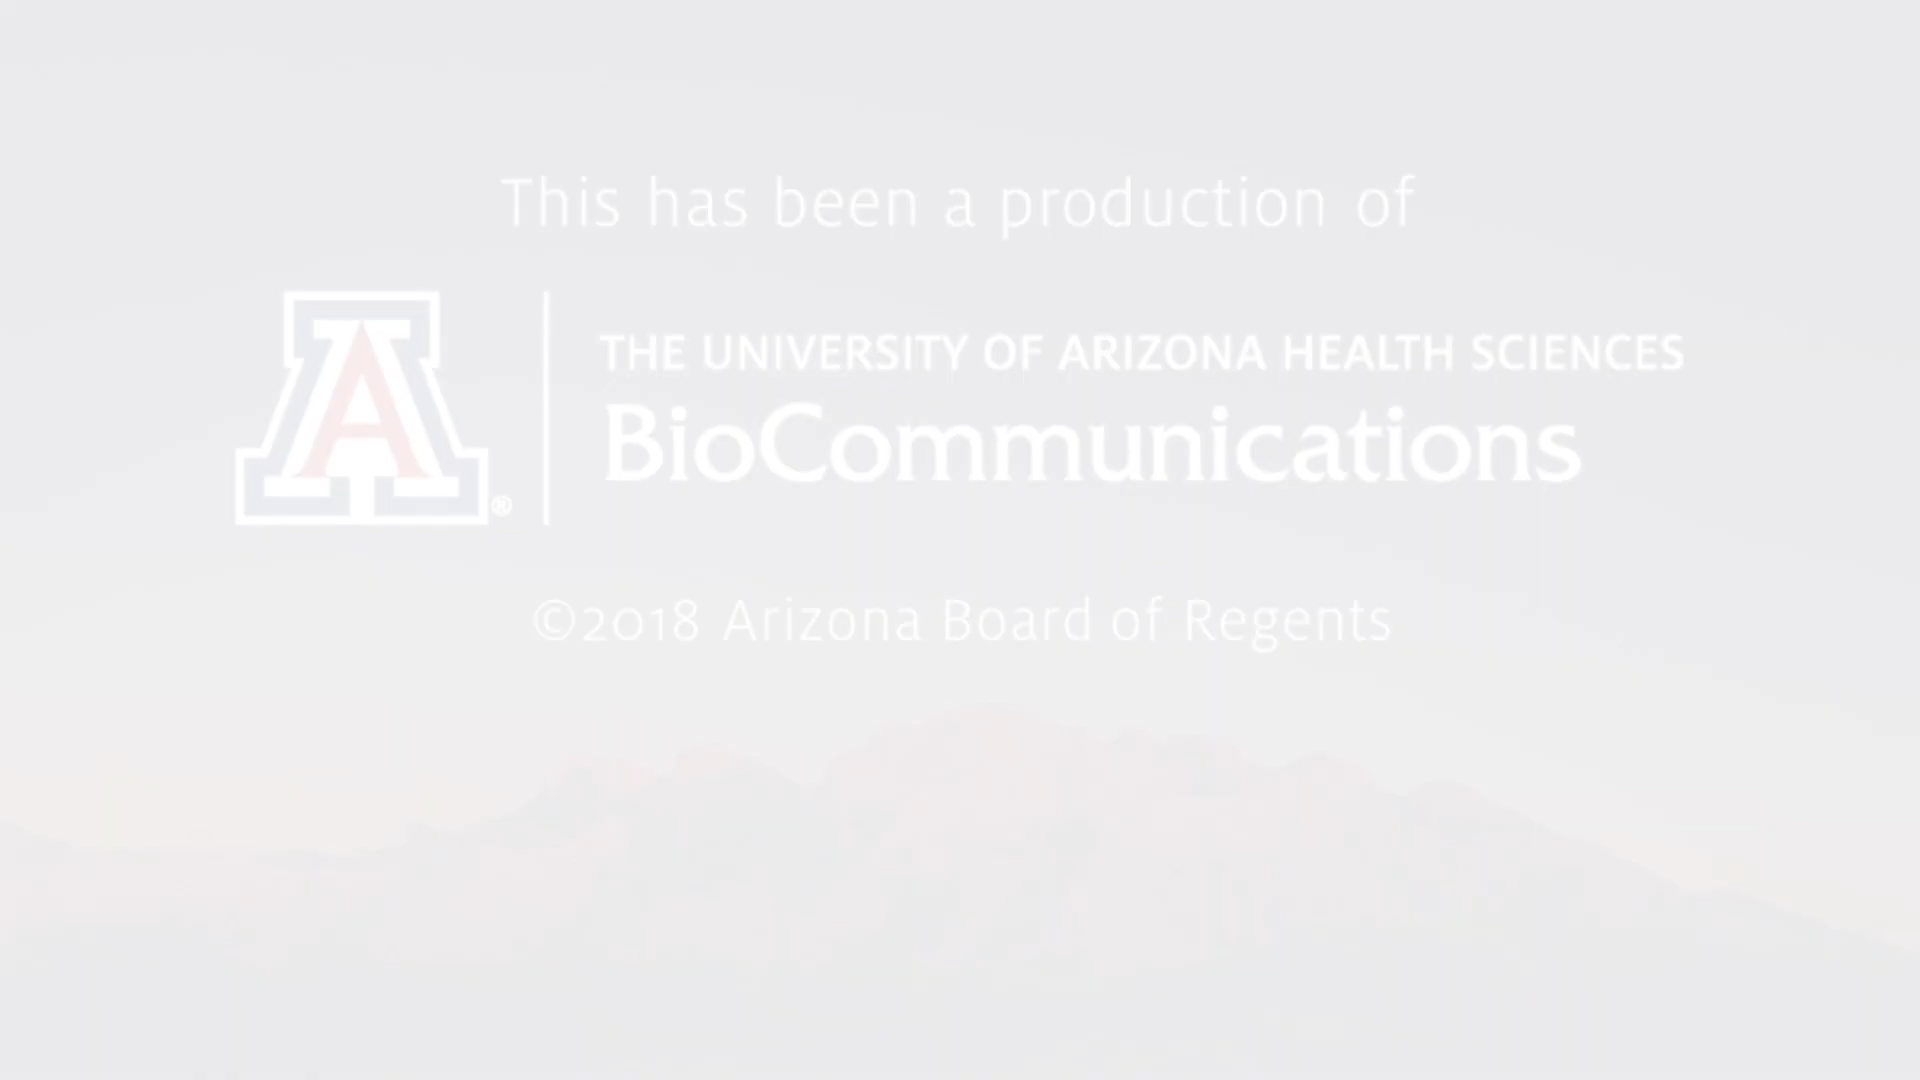 This has been a production of
A ®
THE UNIVERSITY OF ARIZONA HEALTH SCIENCES
BioCommunications
©2018 Arizona Board of Regents